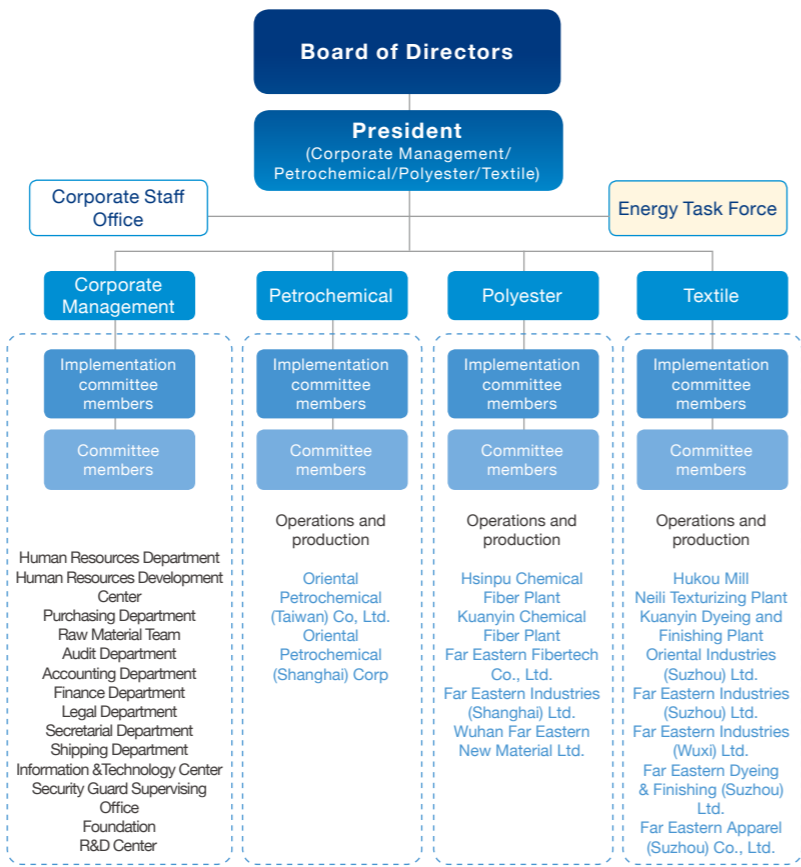 Board of Directors
President
(Corporate Management/
Petrochemical/Polyester/Textile)
Corporate Staff
Office
Energy Task Force
Corporate
Management
Petrochemical
Polyester
Textile
Implementation
committee
members
Implementation
committee
members
Implementation
committee
members
Implementation
committee
members
Committee
members
Committee
members
Committee
members
Committee
members
Human Resources Department
Human Resources Development
Center
Purchasing Department
Raw Material Team
Audit Department
Accounting Department
Finance Department
Legal Department
Secretarial Department
Shipping Department
Information &Technology Center
Security Guard Supervising
Office
Foundation
R&D Center
Operations and
production
Oriental
Petrochemical
(Taiwan) Co, Ltd.
Oriental
Petrochemical
(Shanghai) Corp
Operations and
production
Hsinpu Chemical
Fiber Plant
Kuanyin Chemical
Fiber Plant
Far Eastern Fibertech
Co., Ltd.
Far Eastern Industries
(Shanghai) Ltd.
Wuhan Far Eastern
New Material Ltd.
Operations and
production
Hukou Mill
Neili Texturizing Plant
Kuanyin Dyeing and
Finishing Plant
Oriental Industries
(Suzhou) Ltd.
Far Eastern Industries
(Suzhou) Ltd.
Far Eastern Industries
(Wuxi) Ltd.
Far Eastern Dyeing
& Finishing (Suzhou)
Ltd.
Far Eastern Apparel
(Suzhou) Co., Ltd.